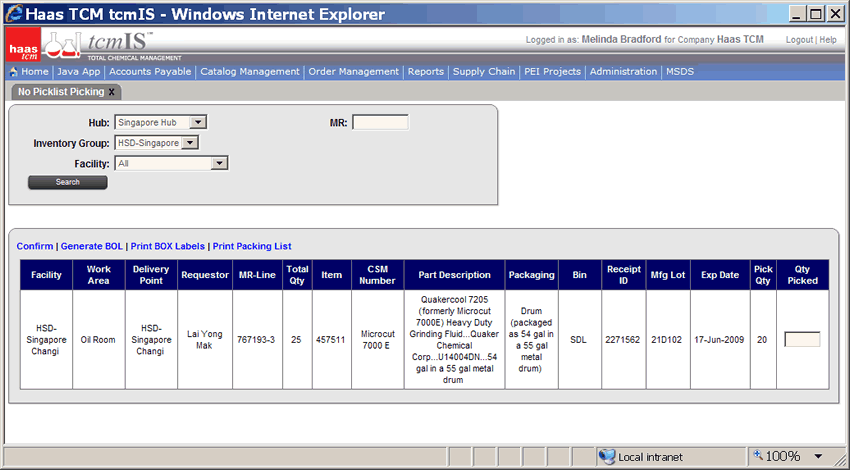 Haas TCM tcmIS - Windows Internet Explorer
haas
tcm
tcmIS™
TOTAL CHEMICAL MANAGEMENT
Logged in as: Melinda Bradford for Company Haas TCM
Logout | Help
Home | Java App | Accounts Payable | Catalog Management | Order Management | Reports | Supply Chain | PEI Projects | Administration | MSDS
No Picklist Picking x
Hub: Singapore Hub
MR:
Inventory Group: HSD-Singapore
Facility: All
Search
Confirm | Generate BOL | Print BOX Labels | Print Packing List
Facility
Work
Area
Delivery
Point
Requestor
MR-Line
Total
Qty
Item
CSM
Number
Part Description
Packaging
Bin
Receipt
ID
Mfg Lot
Exp Date
Pick
Qty
Qty
Picked
HSD-
Singapore
Changi
Oil Room
HSD-
Singapore
Changi
Lai Yong
Mak
767193-3
25
457511
Microcut
7000 E
Quakercool 7205
(formerly Microcut
7000E) Heavy Duty
Grinding Fluid...Quaker
Chemical
Corp...U14004DN...54
gal in a 55 gal metal
drum
Drum
(packaged
as 54 gal in
a 55 gal
metal
drum)
SDL
2271562
21D102
17-Jun-2009
20
Local intranet
100%